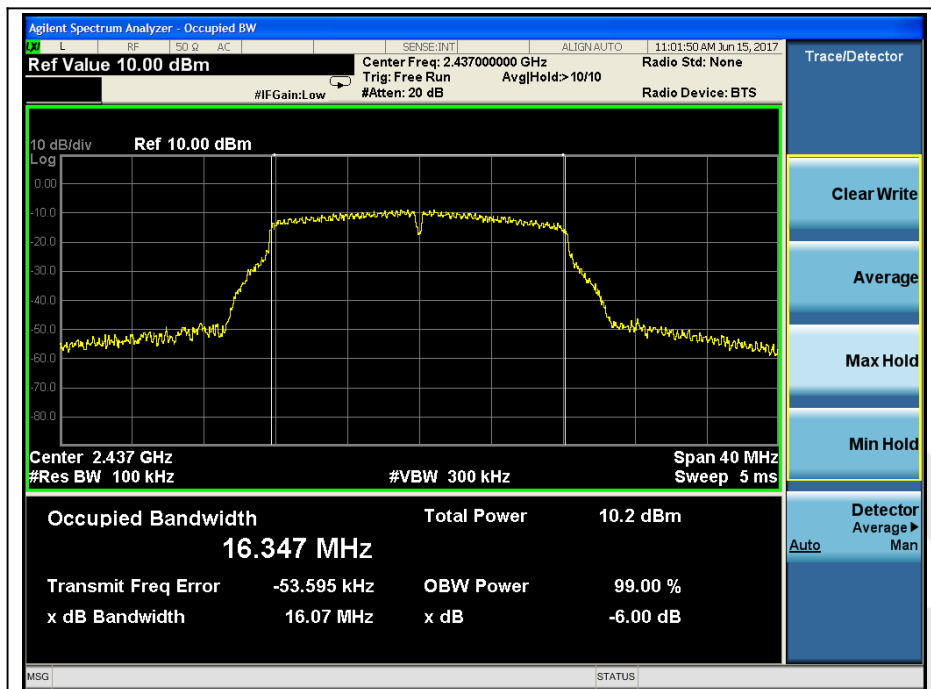 Agilent Spectrum Analyzer - Occupied BW
LXI L RF 50 Ω AC SENSE:INT ALIGN AUTO 11:01:50 AM Jun 15, 2017
Ref Value 10.00 dBm
Center Freq: 2.437000000 GHz
Radio Std: None
Trig: Free Run Avg|Hold:>10/10
#IFGain:Low #Atten: 20 dB
Radio Device: BTS
10 dB/div Ref 10.00 dBm
Log
0.00
-10.0
-20.0
-30.0
-40.0
-50.0
-60.0
-70.0
-80.0
Center 2.437 GHz Span 40 MHz
#Res BW 100 kHz #VBW 300 kHz Sweep 5 ms
Occupied Bandwidth Total Power 10.2 dBm
16.347 MHz
Transmit Freq Error -53.595 kHz OBW Power 99.00 %
x dB Bandwidth 16.07 MHz x dB -6.00 dB
MSG STATUS
Trace/Detector
Clear Write
Average
Max Hold
Min Hold
Detector
Average▶
Auto Man